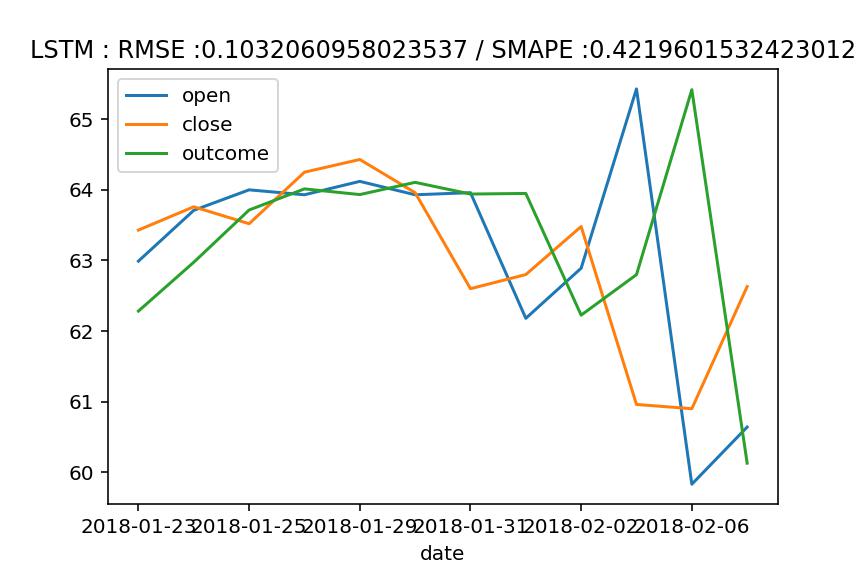 LSTM : RMSE :0.1032060958023537 / SMAPE :0.4219601532423012
open
close
outcome
65
64
63
62
61
60
2018-01-23 2018-01-25 2018-01-29 2018-01-31 2018-02-02 2018-02-06
date